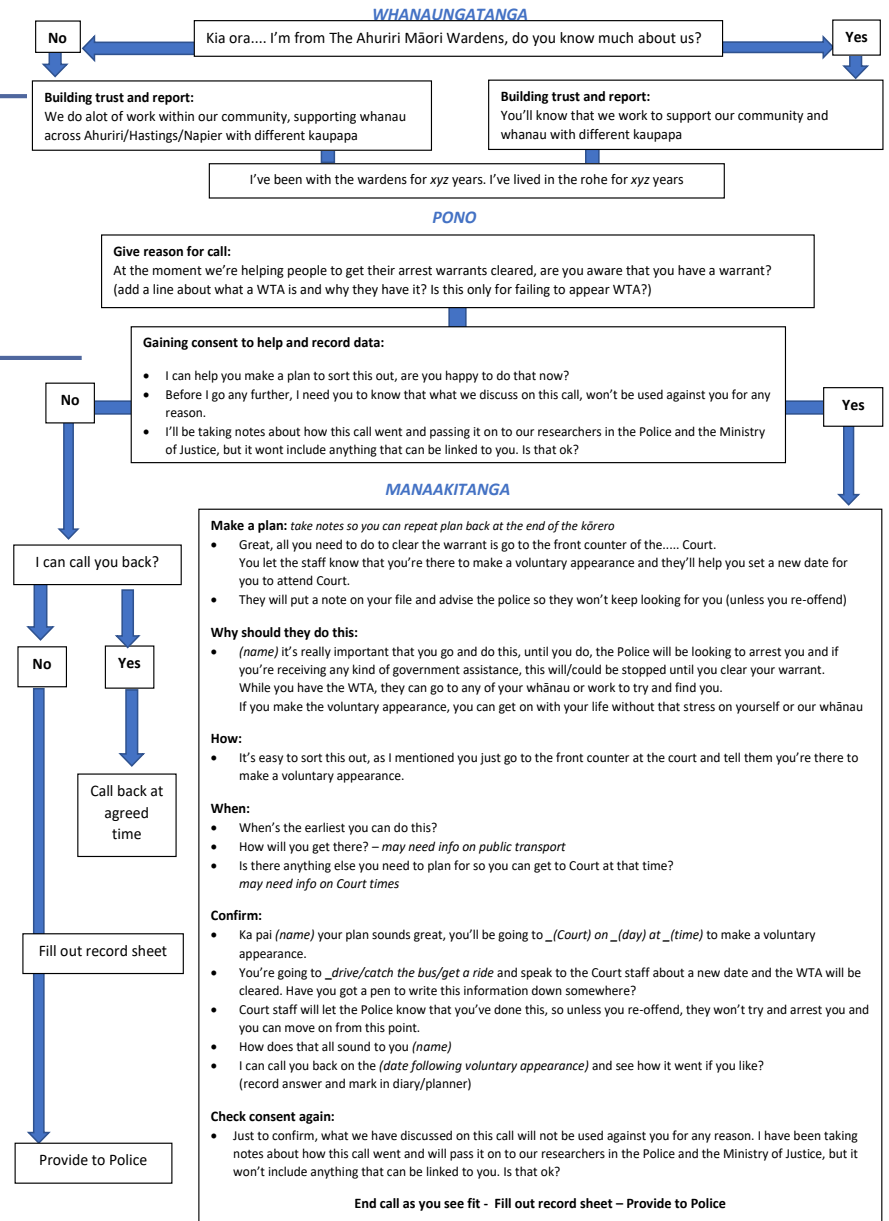 WHANAUNGATANGA
No
Kia ora.... I'm from The Ahuriri Māori Wardens, do you know much about us?
Yes
Building trust and report:
We do alot of work within our community, supporting whanau
across Ahuriri/Hastings/Napier with different kaupapa
Building trust and report:
You'll know that we work to support our community and
whanau with different kaupapa
I've been with the wardens for xyz years. I've lived in the rohe for xyz years
PONO
Give reason for call:
At the moment we're helping people to get their arrest warrants cleared, are you aware that you have a warrant?
(add a line about what a WTA is and why they have it? Is this only for failing to appear WTA?)
Gaining consent to help and record data:
• I can help you make a plan to sort this out, are you happy to do that now?
• Before I go any further, I need you to know that what we discuss on this call, won't be used against you for any
reason.
• I'll be taking notes about how this call went and passing it on to our researchers in the Police and the Ministry
of Justice, but it wont include anything that can be linked to you. Is that ok?
No
Yes
MANAAKITANGA
I can call you back?
No
Yes
Call back at
agreed
time
Fill out record sheet
Provide to Police
Make a plan: take notes so you can repeat plan back at the end of the kōrero
• Great, all you need to do to clear the warrant is go to the front counter of the..... Court.
You let the staff know that you're there to make a voluntary appearance and they'll help you set a new date for
you to attend Court.
• They will put a note on your file and advise the police so they won't keep looking for you (unless you re-offend)
Why should they do this:
• (name) it's really important that you go and do this, until you do, the Police will be looking to arrest you and if
you're receiving any kind of government assistance, this will/could be stopped until you clear your warrant.
While you have the WTA, they can go to any of your whānau or work to try and find you.
If you make the voluntary appearance, you can get on with your life without that stress on yourself or our whānau
How:
• It's easy to sort this out, as I mentioned you just go to the front counter at the court and tell them you're there to
make a voluntary appearance.
When:
• When's the earliest you can do this?
• How will you get there? – may need info on public transport
• Is there anything else you need to plan for so you can get to Court at that time?
may need info on Court times
Confirm:
• Ka pai (name) your plan sounds great, you'll be going to _(Court) on _(day) at _(time) to make a voluntary
appearance.
• You're going to _drive/catch the bus/get a ride and speak to the Court staff about a new date and the WTA will be
cleared. Have you got a pen to write this information down somewhere?
• Court staff will let the Police know that you've done this, so unless you re-offend, they won't try and arrest you and
you can move on from this point.
• How does that all sound to you (name)
• I can call you back on the (date following voluntary appearance) and see how it went if you like?
(record answer and mark in diary/planner)
Check consent again:
• Just to confirm, what we have discussed on this call will not be used against you for any reason. I have been taking
notes about how this call went and will pass it on to our researchers in the Police and the Ministry of Justice, but it
won't include anything that can be linked to you. Is that ok?
End call as you see fit - Fill out record sheet – Provide to Police